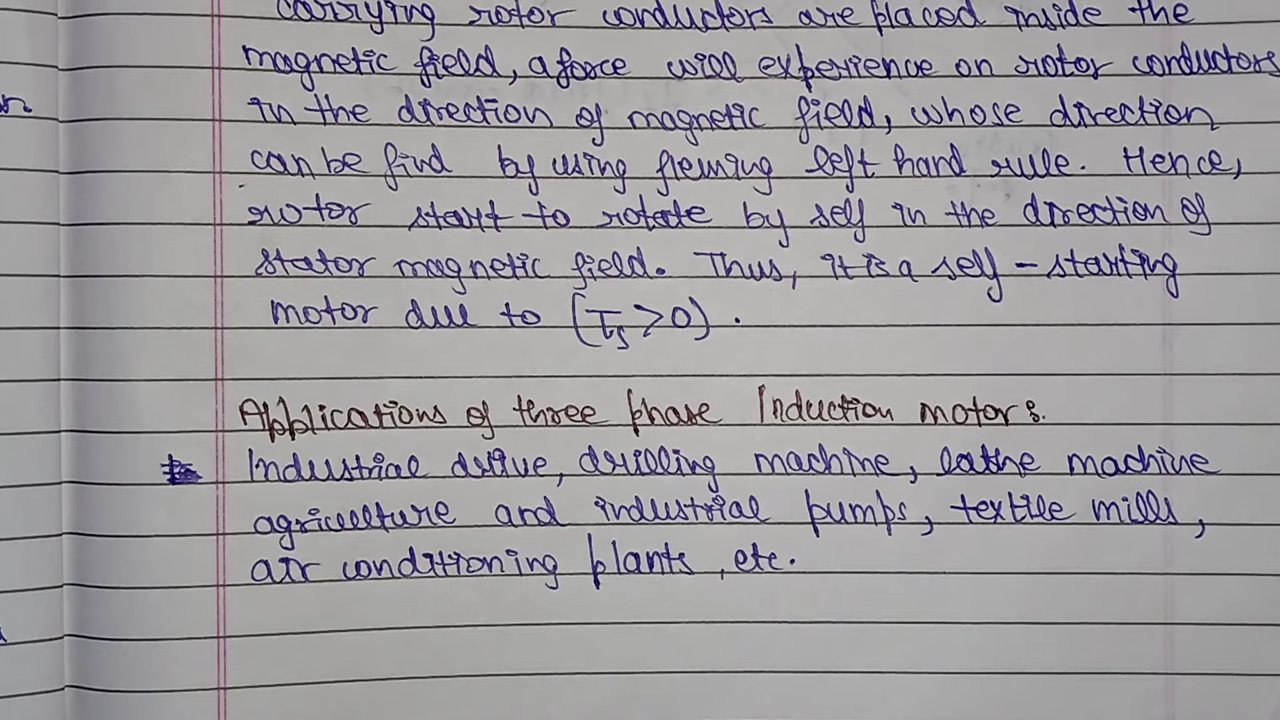 carrying rotor conductors are placed inside the
magnetic field, a force will experience on rotor conductors
in the direction of magnetic field, whose direction
can be find by using fleming left hand rule. Hence,
rotor start to rotate by self in the direction of
stator magnetic field. Thus, it is a self-starting
motor due to (Ts>0).
Applications of three phase Induction motor:
Industrial drive, drilling machine, lathe machine
agriculture and industrial pumps, textile mills,
air conditioning plants, etc.